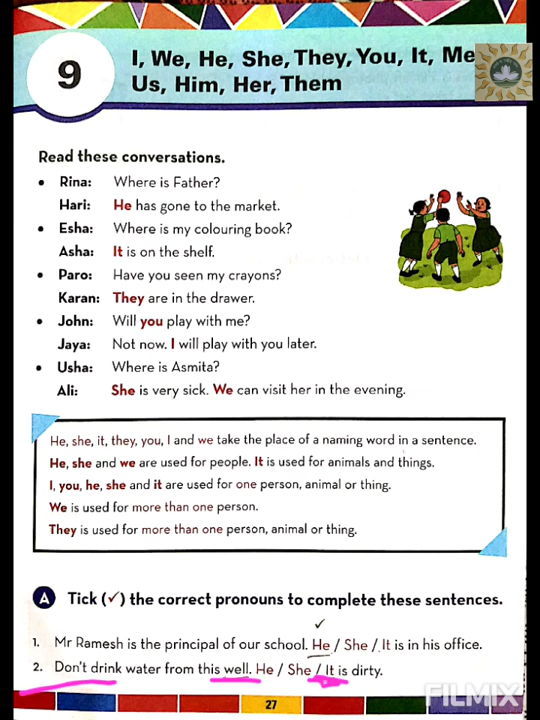 9
I, We, He, She, They, You, It, Me
Us, Him, Her, Them
Read these conversations.
• Rina: Where is Father?
Hari: He has gone to the market.
• Esha: Where is my colouring book?
Asha: It is on the shelf.
• Paro: Have you seen my crayons?
Karan: They are in the drawer.
• John: Will you play with me?
Jaya: Not now. I will play with you later.
• Usha: Where is Asmita?
Ali: She is very sick. We can visit her in the evening.
He, she, it, they, you, I and we take the place of a naming word in a sentence.
He, she and we are used for people. It is used for animals and things.
I, you, he, she and it are used for one person, animal or thing.
We is used for more than one person.
They is used for more than one person, animal or thing.
A Tick (✓) the correct pronouns to complete these sentences.
✓
1. Mr Ramesh is the principal of our school. He / She / It is in his office.
2. Don't drink water from this well. He / She / It is dirty.
27
FILMIX